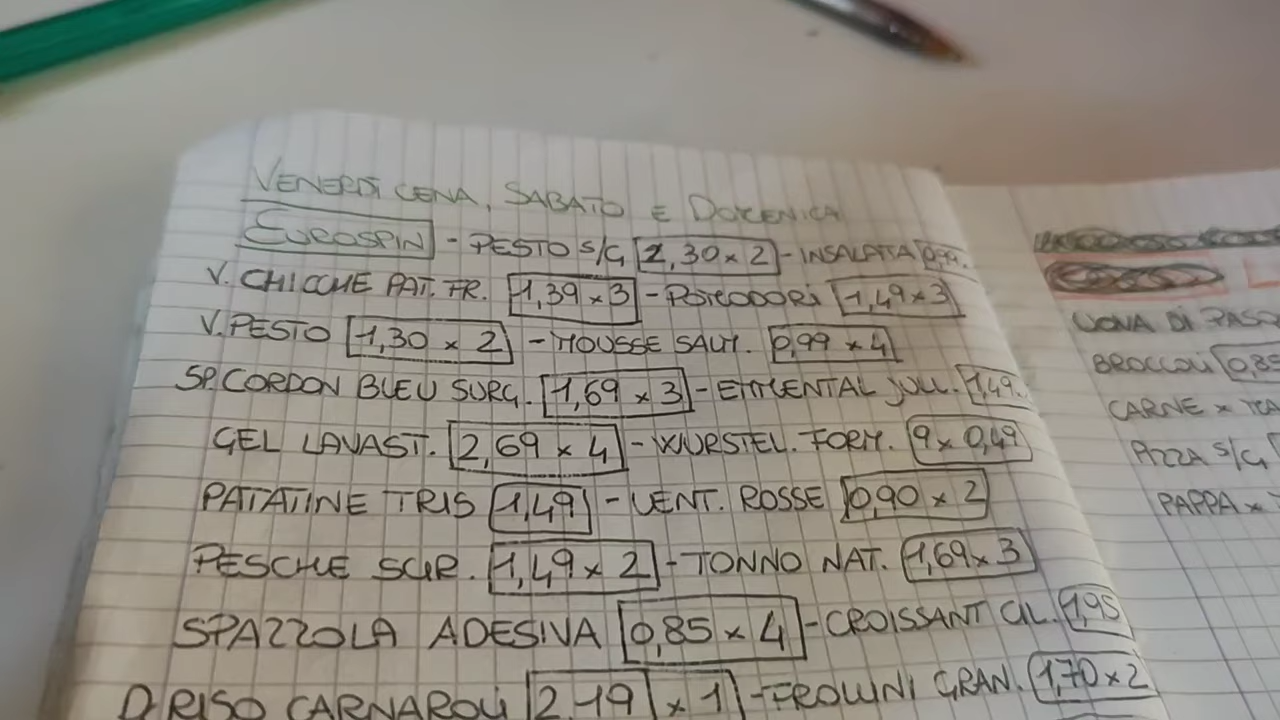 VENERDÌ CENA, SABATO E DOMENICA
EUROSPIN - PESTO S/G 2,30 x 2 - INSALATA
V. CHICCHE PAT. FR. 1,39 x 3 - POMODORI 1,49 x 3
V. PESTO 1,30 x 2 - MOUSSE SALM. 0,99 x 4
SP. CORDON BLEU SURG. 1,69 x 3 - EMMENTAL JULL. 1,49
GEL LAVAST. 2,69 x 4 - WURSTEL. FORM. 9 x 0,49
PATATINE TRIS 1,49 - VENT. ROSSE 0,90 x 2
PESCHE SCIR. 1,49 x 2 - TONNO NAT. 1,69 x 3
SPAZZOLA ADESIVA 0,85 x 4 - CROISSANT CIL. 1,95
D RISO CARNAROLI 2,19 x 1 - FROLLINI GRAN. 1,70 x 2
UOVA DI PASQ
BROCCOLI 0,85
CARNE x
PIZZA S/G
PAPPA x